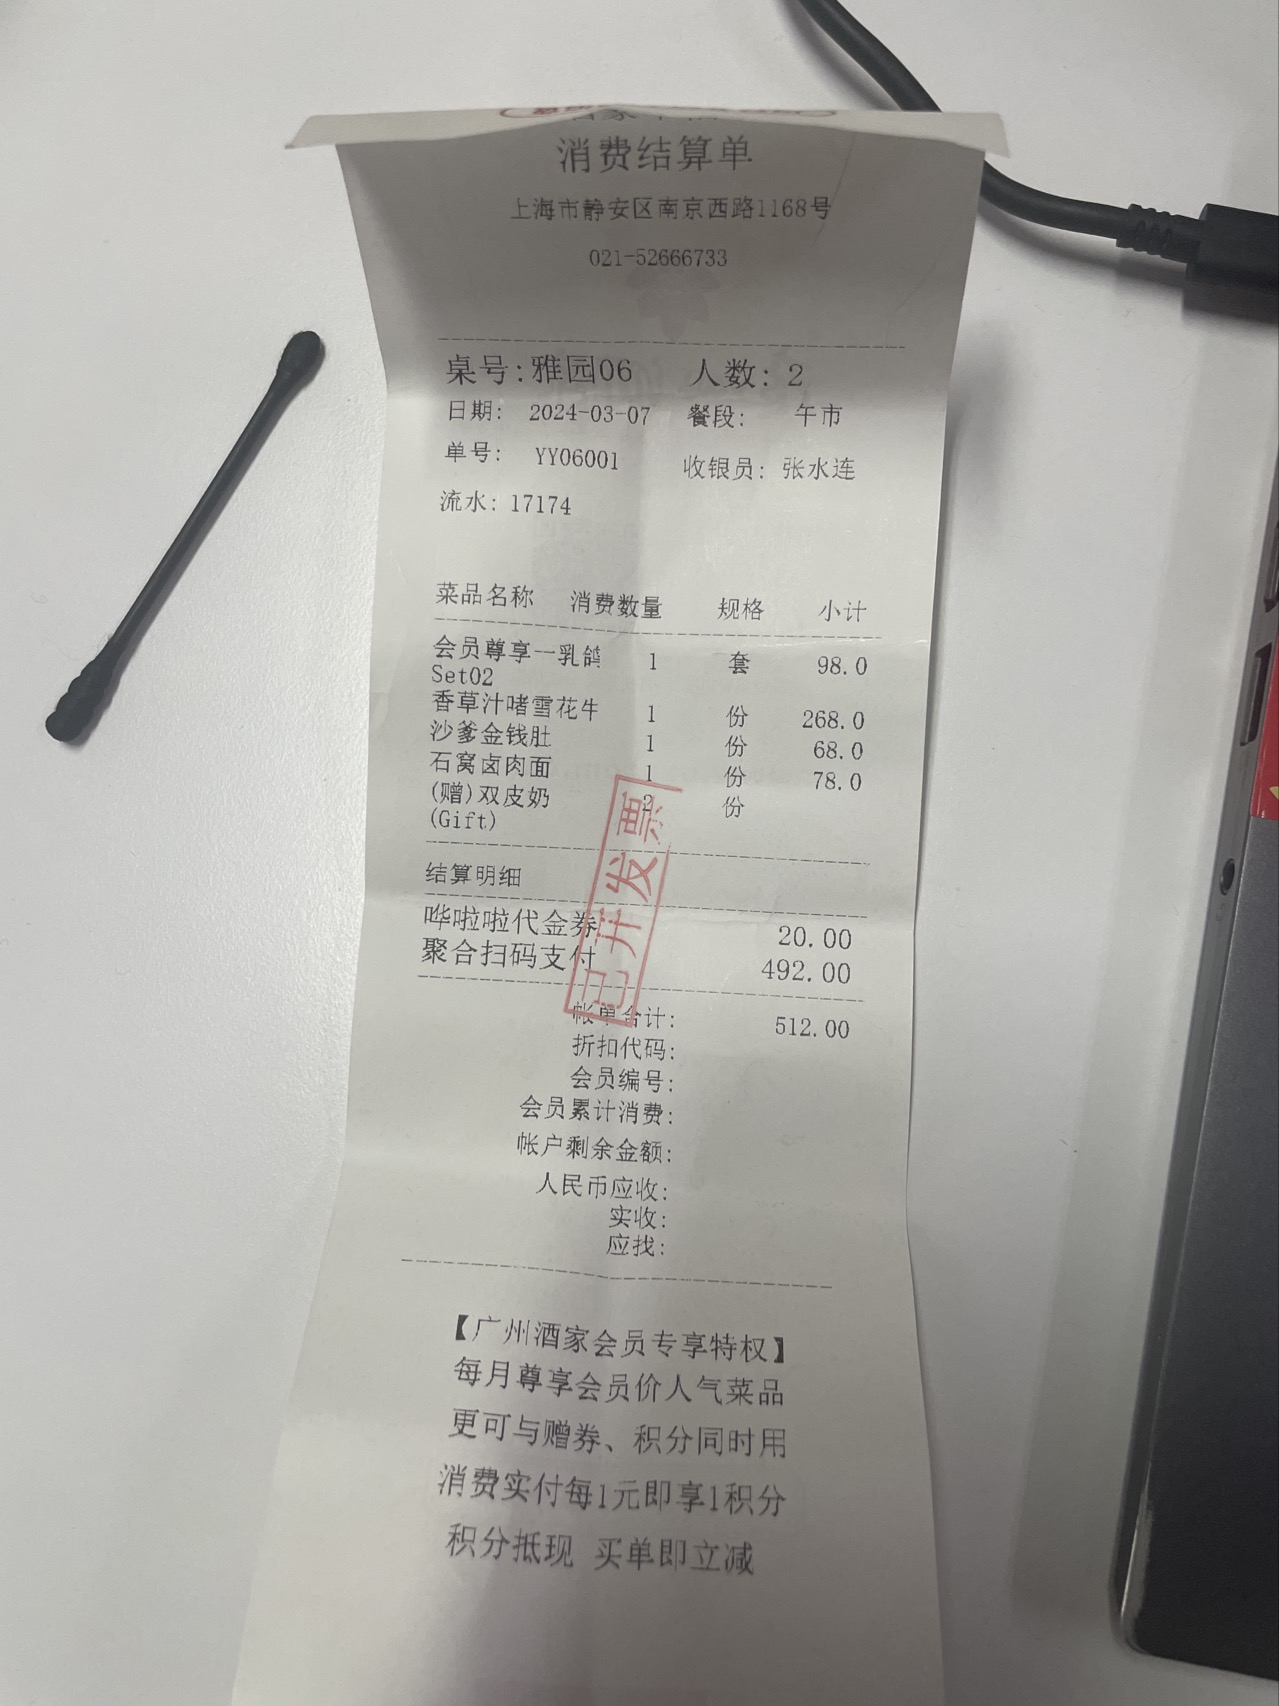 消费结算单
上海市静安区南京西路1168号
021-52666733
桌号:雅园06 人数: 2
日期: 2024-03-07 餐段: 午市
单号: YY06001 收银员: 张水连
流水: 17174
菜品名称 消费数量 规格 小计
会员尊享一乳鸽 1 套 98.0
Set02
香草汁啫雪花牛 1 份 268.0
沙爹金钱肚 1 份 68.0
石窝卤肉面 1 份 78.0
(赠)双皮奶 2 份
(Gift)
已开发票
结算明细
哗啦啦代金券 20.00
聚合扫码支付 492.00
帐单合计: 512.00
折扣代码:
会员编号:
会员累计消费:
帐户剩余金额:
人民币应收:
实收:
应找:
【广州酒家会员专享特权】
每月尊享会员价人气菜品
更可与赠券、积分同时用
消费实付每1元即享1积分
积分抵现 买单即立减